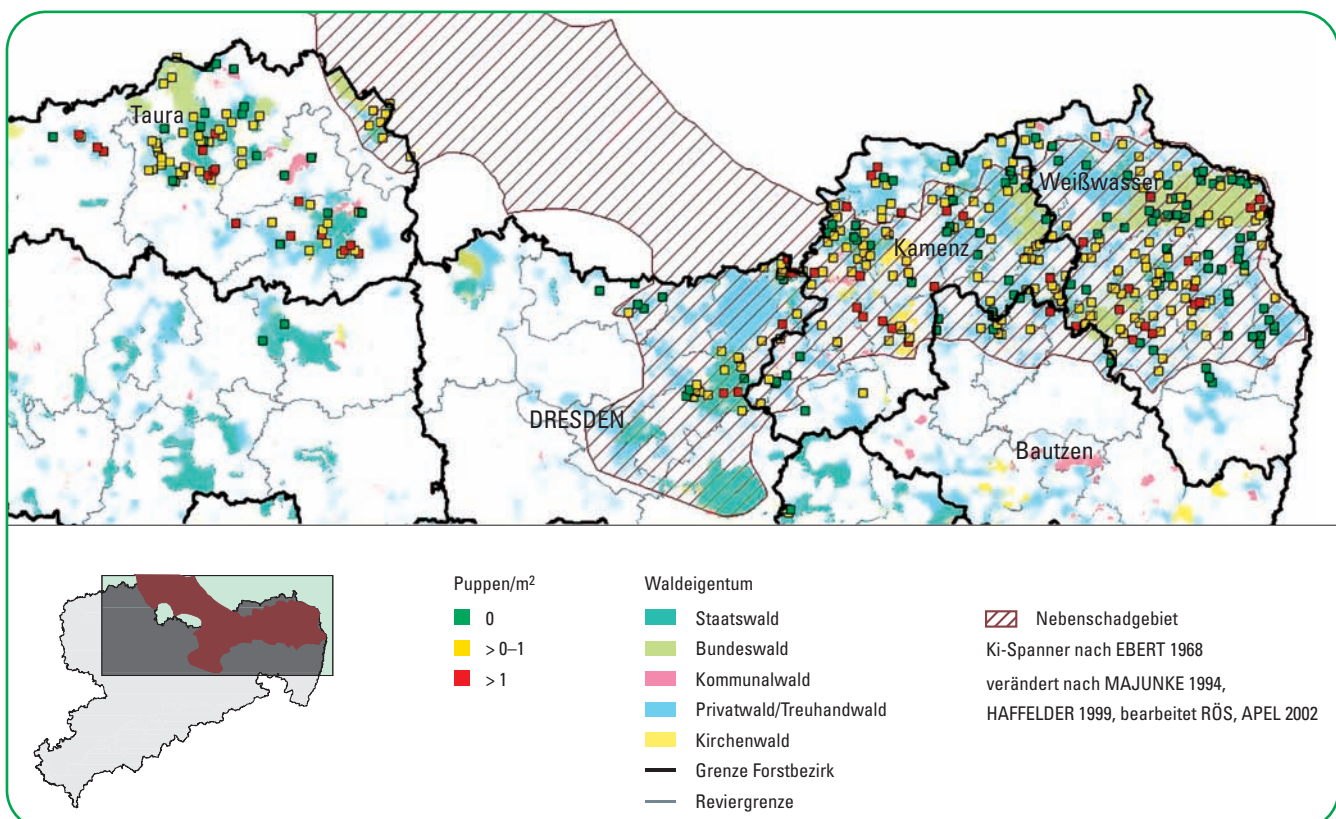 Taura
Weißwasser
Kamenz
DRESDEN
Bautzen
Puppen/m²
0
> 0–1
> 1
Waldeigentum
Staatswald
Bundeswald
Kommunalwald
Privatwald/Treuhandwald
Kirchenwald
Grenze Forstbezirk
Reviergrenze
Nebenschadgebiet
Ki-Spanner nach EBERT 1968
verändert nach MAJUNKE 1994,
HAFFELDER 1999, bearbeitet RÖS, APEL 2002